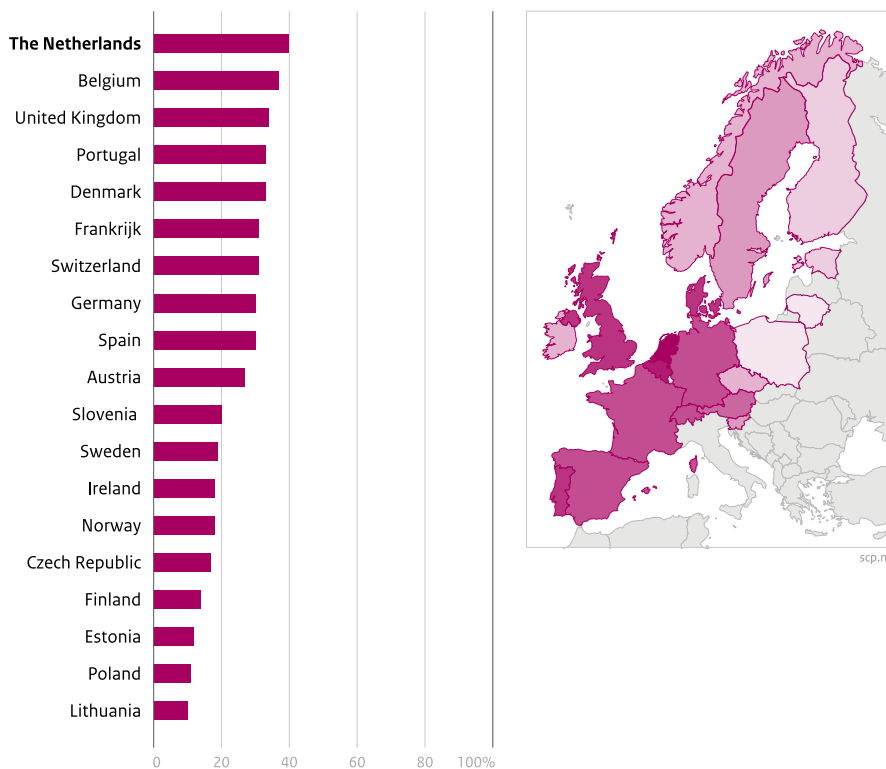 The Netherlands
Belgium
United Kingdom
Portugal
Denmark
Frankrijk
Switzerland
Germany
Spain
Austria
Slovenia
Sweden
Ireland
Norway
Czech Republic
Finland
Estonia
Poland
Lithuania
0 20 40 60 80 100%
scp.n